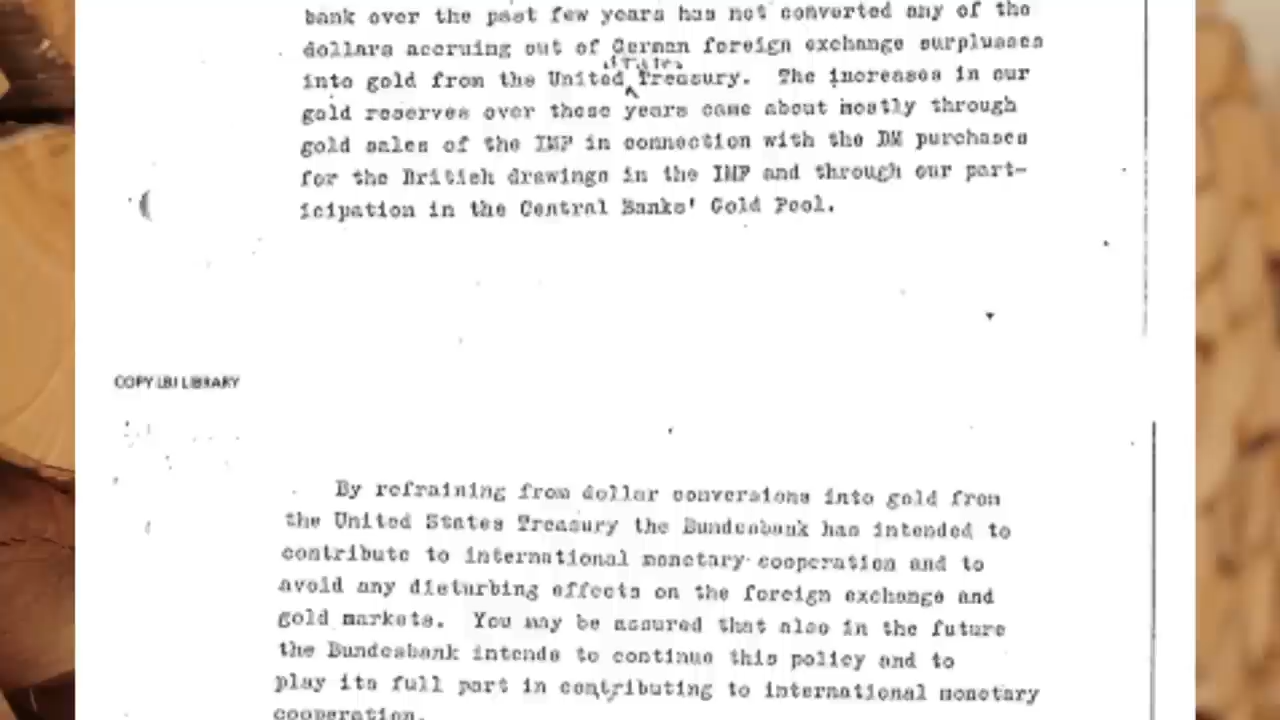 bank over the past few years has not converted any of the
dollars accruing out of German foreign exchange surpluses
states
into gold from the United Treasury. The increases in our
gold reserves over these years came about mostly through
gold sales of the IMF in connection with the DM purchases
for the British drawings in the IMF and through our part-
icipation in the Central Banks' Gold Pool.
COPY LBJ LIBRARY
By refraining from dollar conversions into gold from
the United States Treasury the Bundesbank has intended to
contribute to international monetary cooperation and to
avoid any disturbing effects on the foreign exchange and
gold markets. You may be assured that also in the future
the Bundesbank intends to continue this policy and to
play its full part in contributing to international monetary
cooperation.